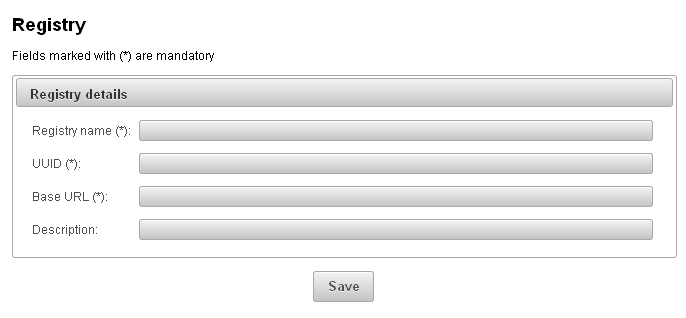 Registry
Fields marked with (*) are mandatory
Registry details
Registry name (*):
UUID (*):
Base URL (*):
Description:
Save